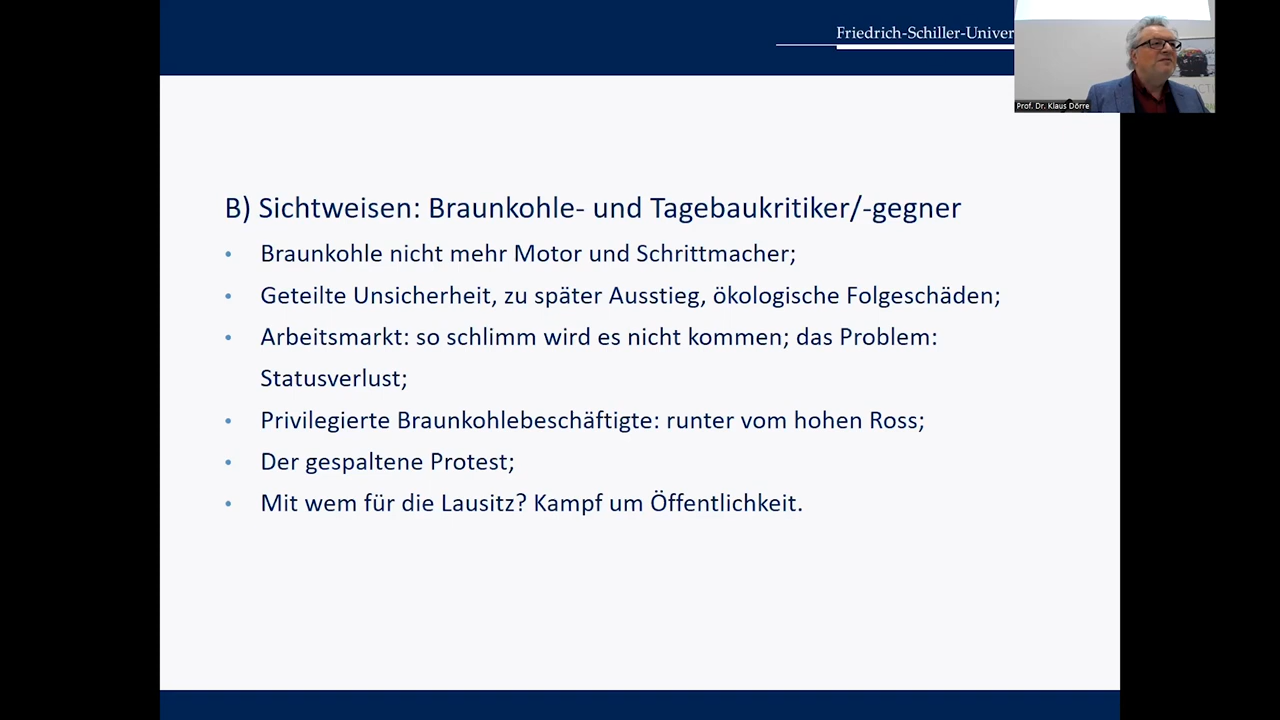 Friedrich-Schiller-Univer
Prof. Dr. Klaus Dörre
B) Sichtweisen: Braunkohle- und Tagebaukritiker/-gegner
• Braunkohle nicht mehr Motor und Schrittmacher;
• Geteilte Unsicherheit, zu später Ausstieg, ökologische Folgeschäden;
• Arbeitsmarkt: so schlimm wird es nicht kommen; das Problem:
Statusverlust;
• Privilegierte Braunkohlebeschäftigte: runter vom hohen Ross;
• Der gespaltene Protest;
• Mit wem für die Lausitz? Kampf um Öffentlichkeit.